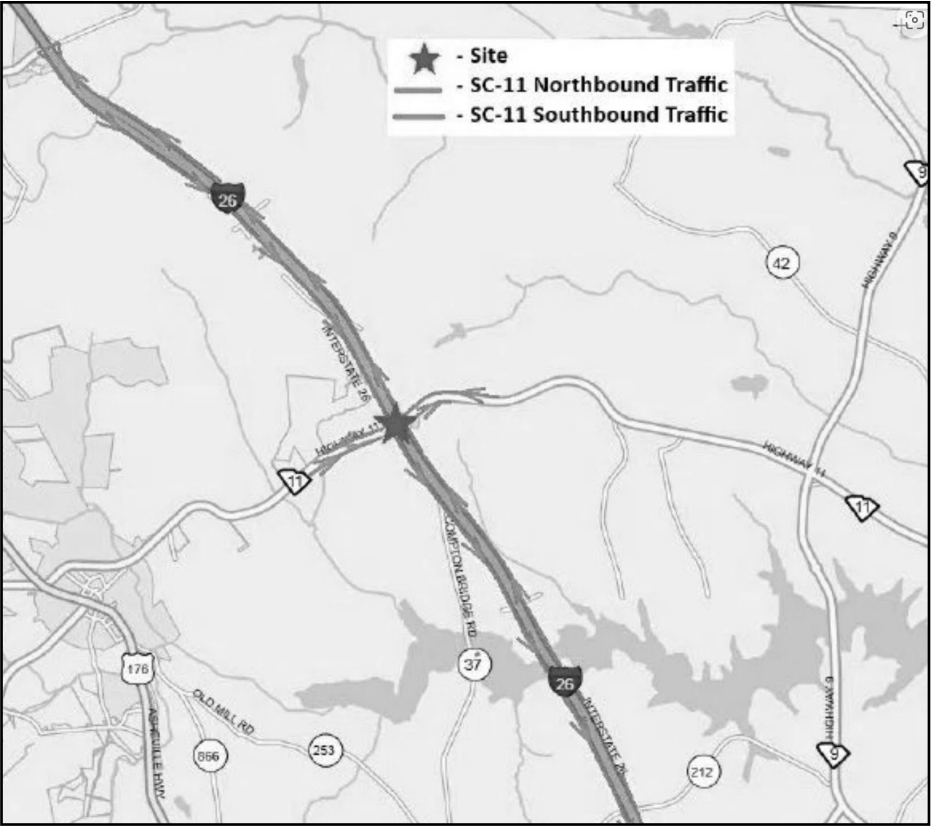 - Site
- SC-11 Northbound Traffic
- SC-11 Southbound Traffic
9
26
42
HIGHWAY 9
INTERSTATE 26
HIGHWAY 11
11
HIGHWAY 11
11
COMPTON BRIDGE RD
37
176
26
OLD MILL RD
ASHEVILLE HWY
866
253
INTERSTATE 26
HIGHWAY 9
212
9